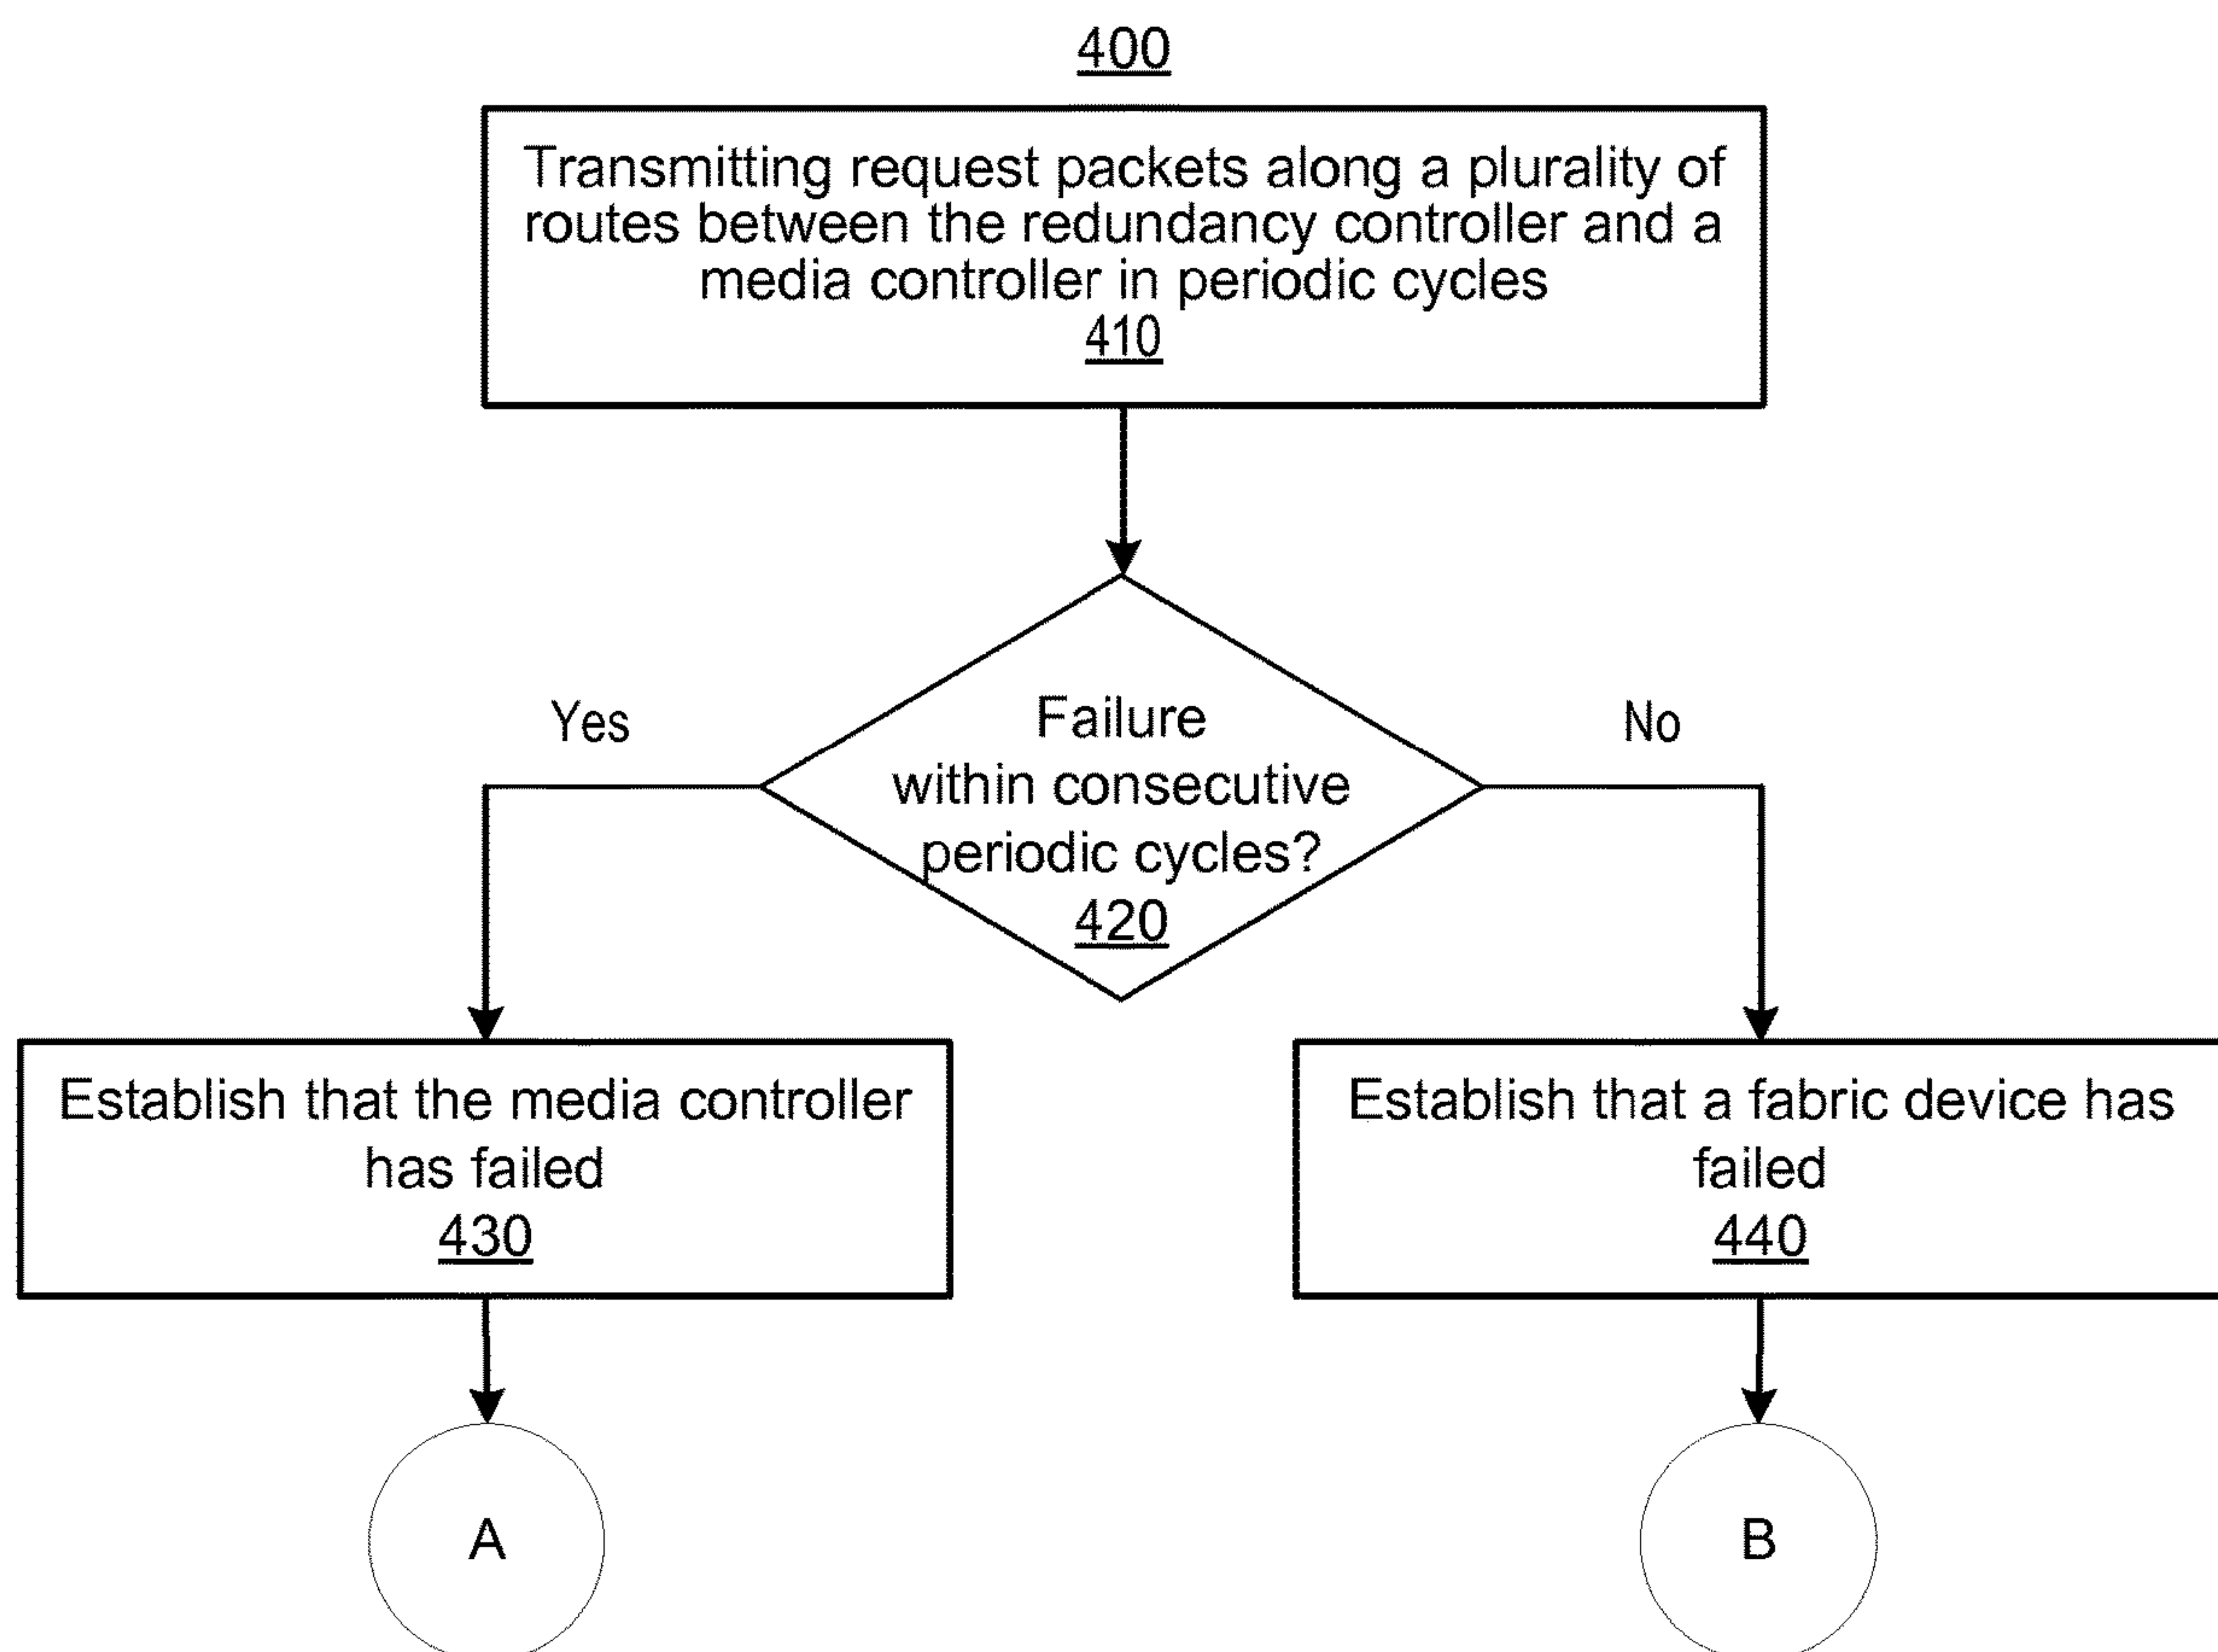 400
Transmitting request packets along a plurality of
routes between the redundancy controller and a
media controller in periodic cycles
410
Failure
within consecutive
periodic cycles?
420
Yes
No
Establish that the media controller
has failed
430
Establish that a fabric device has
failed
440
A
B